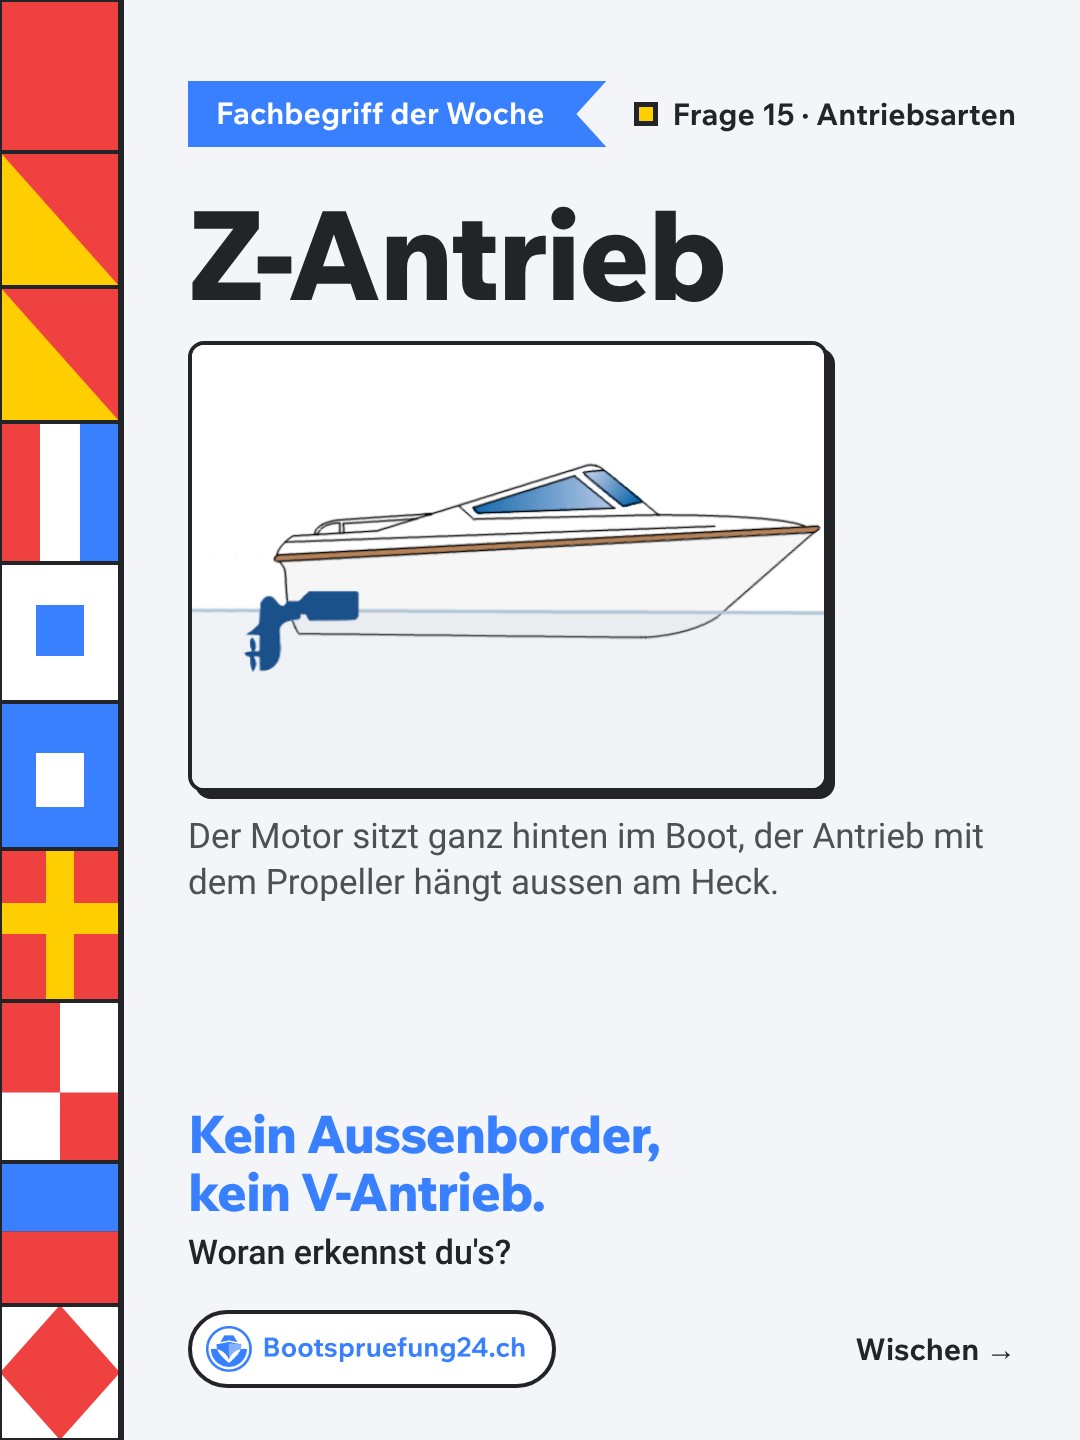 Fachbegriff der Woche
Frage 15 · Antriebsarten
Z-Antrieb
Der Motor sitzt ganz hinten im Boot, der Antrieb mit
dem Propeller hängt aussen am Heck.
Kein Aussenborder,
kein V-Antrieb.
Woran erkennst du's?
Bootspruefung24.ch
Wischen →